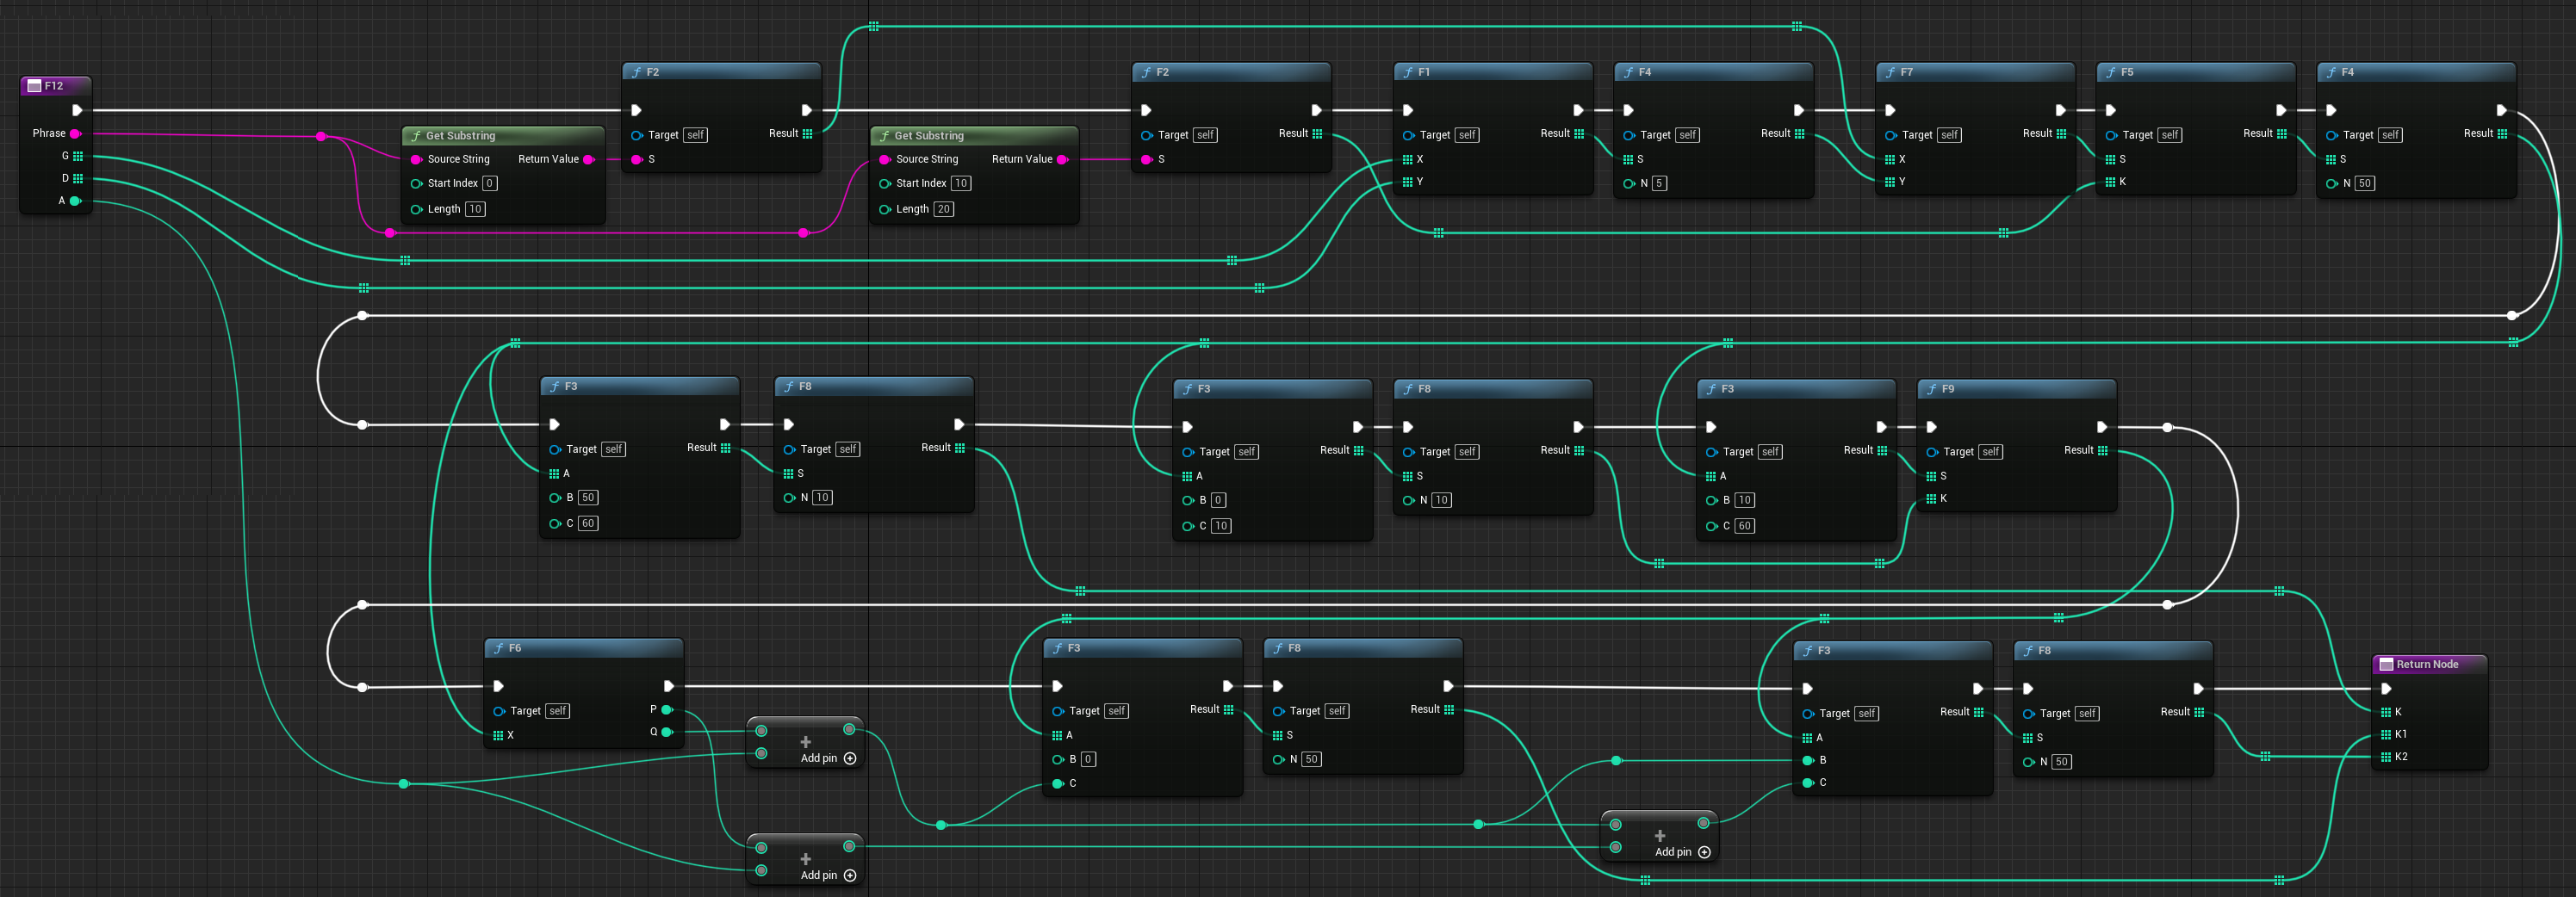 F12
Phrase
G
D
A
Get Substring
Source String Return Value
Start Index 0
Length 10
F2
Target self Result
S
Get Substring
Source String Return Value
Start Index 10
Length 20
F2
Target self Result
S
F1
Target self Result
X
Y
F4
Target self Result
S
N 5
F7
Target self Result
X
Y
F5
Target self Result
S
K
F4
Target self Result
S
N 50
F3
Target self Result
A
B 50
C 60
F8
Target self Result
S
N 10
F3
Target self Result
A
B 0
C 10
F8
Target self Result
S
N 10
F3
Target self Result
A
B 10
C 60
F9
Target self Result
S
K
F6
Target self P
Q
X
+
Add pin
+
Add pin
F3
Target self Result
A
B 0
C
F8
Target self Result
S
N 50
+
Add pin
F3
Target self Result
A
B
C
F8
Target self Result
S
N 50
Return Node
K
K1
K2